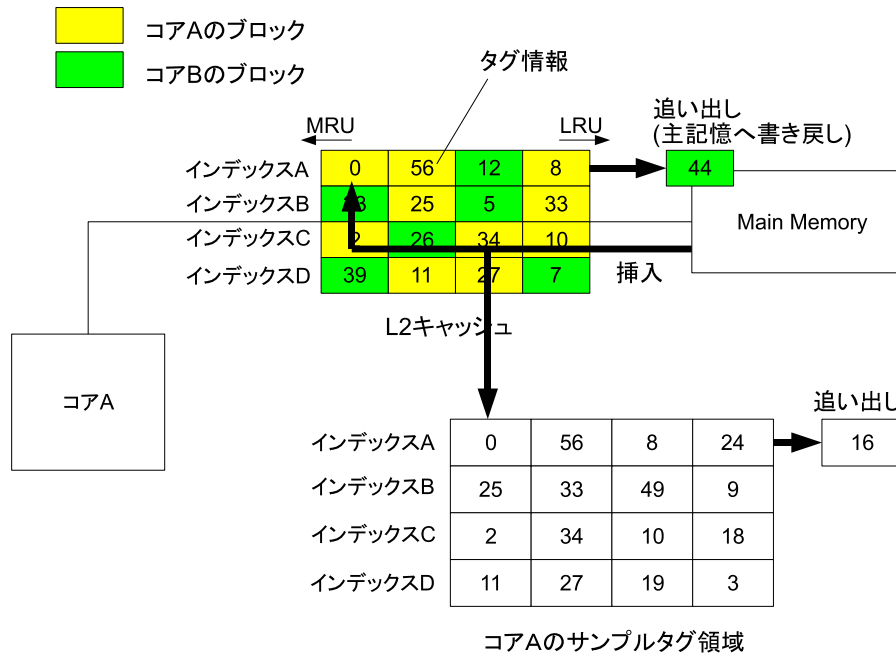 コアAのブロック
コアBのブロック
タグ情報
追い出し
(主記憶へ書き戻し)
MRU
LRU
インデックスA 0 56 12 8 44
インデックスB 25 5 33
Main Memory
インデックスC 2 26 34 10
挿入
インデックスD 39 11 27 7
L2キャッシュ
コアA
追い出し
インデックスA 0 56 8 24 16
インデックスB 25 33 49 9
インデックスC 2 34 10 18
インデックスD 11 27 19 3
コアAのサンプルタグ領域